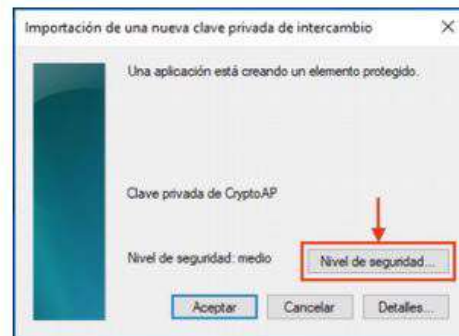 Importación de una nueva clave privada de intercambio
Una aplicación está creando un elemento protegido.
Clave privada de CryptoAP
Nivel de seguridad: medio
Nivel de seguridad...
Aceptar
Cancelar
Detalles...